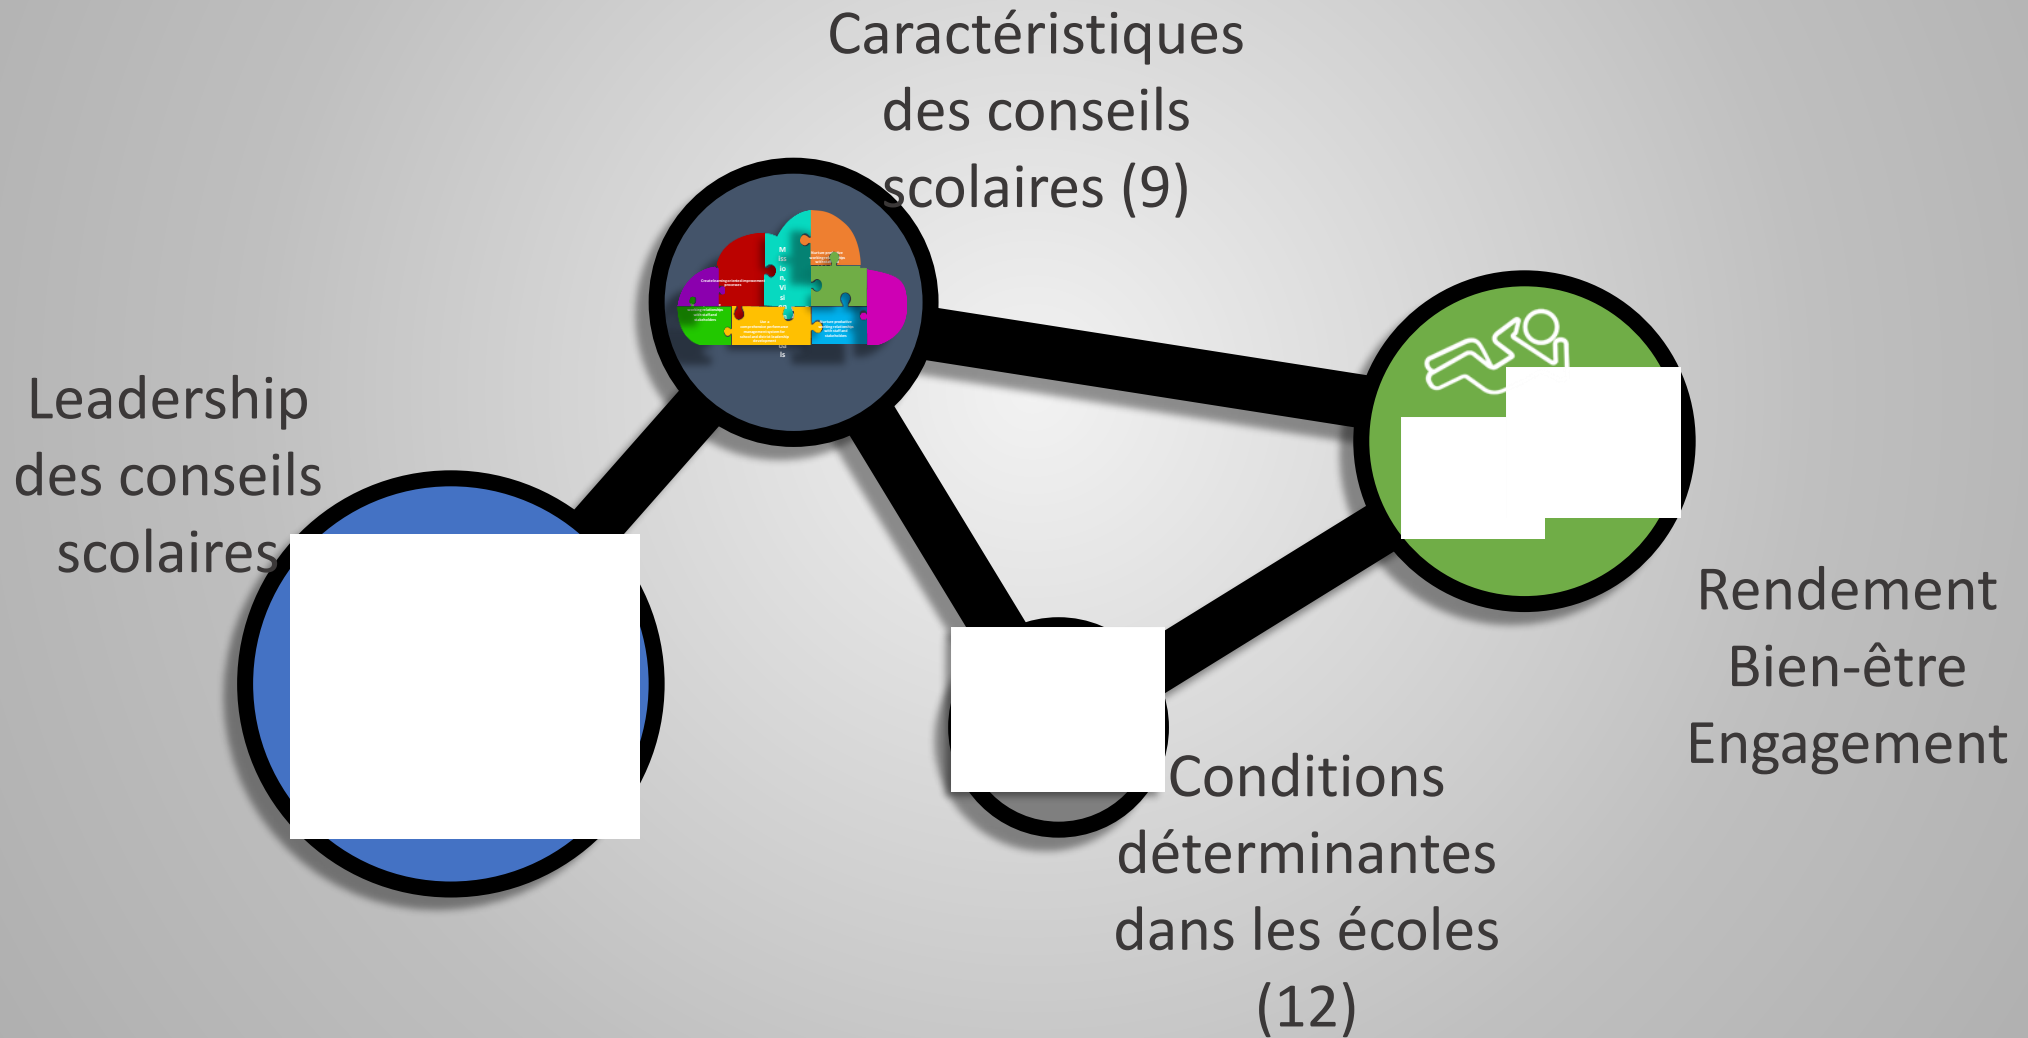 Caractéristiques
des conseils
scolaires (9)
Leadership
des conseils
scolaires
Rendement
Bien-être
Engagement
Conditions
déterminantes
dans les écoles
(12)